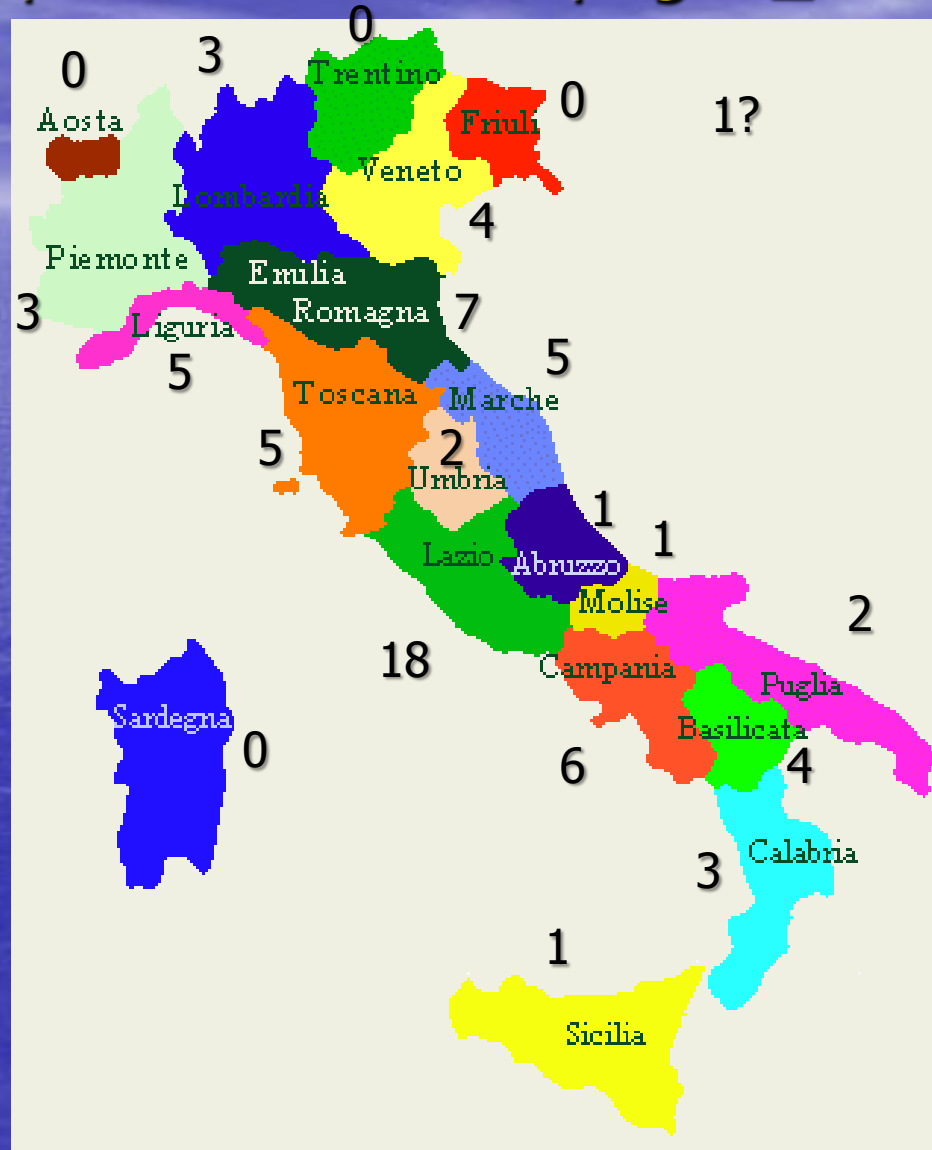 0
3
0
Trentino
Aosta
Friuli
0
1?
Veneto
Lombardia
4
Piemonte
Emilia
Romagna
3
Liguria
7
5
5
Toscana
Marche
5
2
Umbria
1
1
Lazio
Abruzzo
Molise
2
18
Campania
Puglia
Sardegna
0
Basilicata
6
4
3
Calabria
1
Sicilia